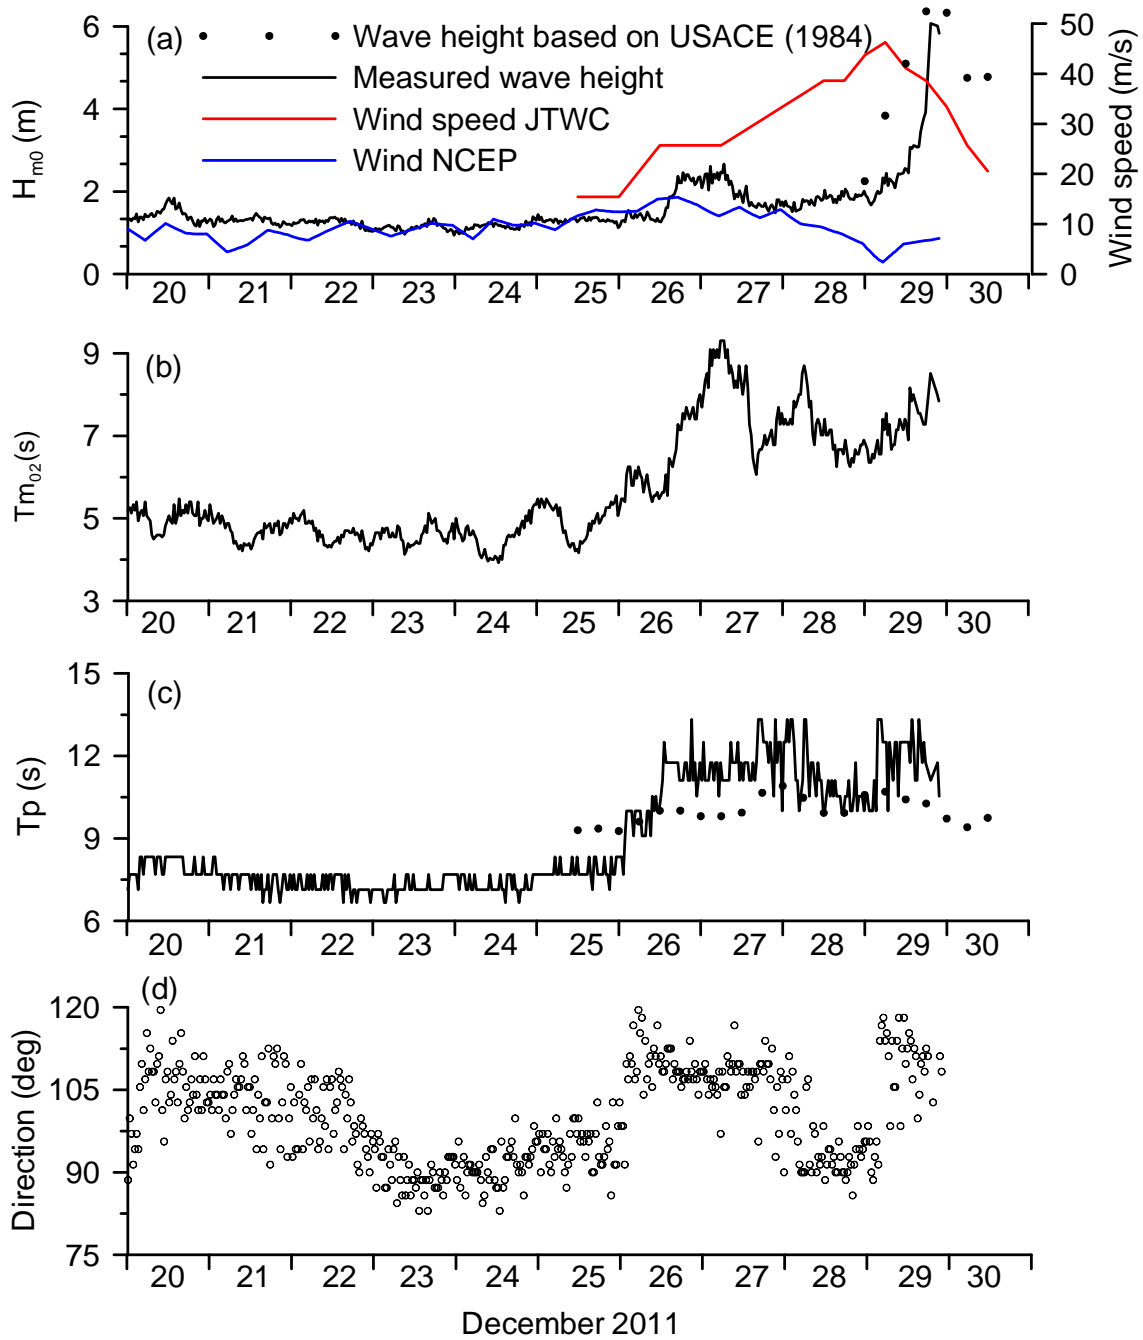 (a)
Wave height based on USACE (1984)
Measured wave height
Wind speed JTWC
Wind NCEP
6
4
2
0
H_m0 (m)
50
40
30
20
10
0
Wind speed (m/s)
20 21 22 23 24 25 26 27 28 29 30
(b)
9
7
5
3
Tm_02(s)
20 21 22 23 24 25 26 27 28 29 30
(c)
15
12
9
6
Tp (s)
20 21 22 23 24 25 26 27 28 29 30
(d)
120
105
90
75
Direction (deg)
20 21 22 23 24 25 26 27 28 29 30
December 2011